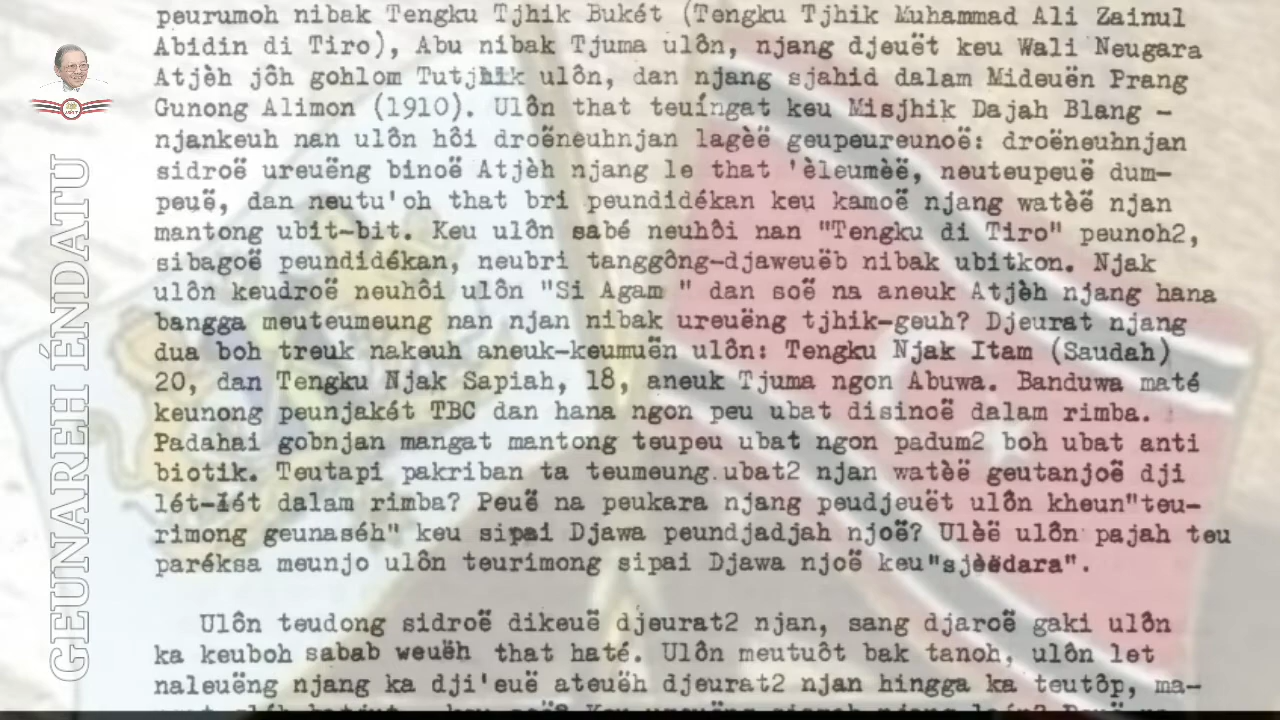 GEUNAREH ÉNDATU
peurumoh nibak Tengku Tjhik Bukét (Tengku Tjhik Muhammad Ali Zainul
Abidin di Tiro), Abu nibak Tjuma ulôn, njang djeuët keu Wali Neugara
Atjèh jôh gohlom Tutjhik ulôn, dan njang sjahid dalam Mideuën Prang
Gunong Alimon (1910). Ulôn that teuíngat keu Misjhik Dajah Blang -
njankeuh nan ulôn hôi droëneuhnjan lagèë geupeureunoë: droëneuhnjan
sidroë ureuëng binoë Atjèh njang le that 'èleumèë, neuteupeuë dum-
peuë, dan neutu'oh that bri peundidékan keu kamoë njang watèë njan
mantong ubit-bit. Keu ulôn sabé neuhôi nan "Tengku di Tiro" peunoh2,
sibagoë peundidékan, neubri tanggông-djaweuëb nibak ubitkon. Njak
ulôn keudroë neuhôi ulôn "Si Agam " dan soë na aneuk Atjèh njang hana
bangga meuteumeung nan njan nibak ureuëng tjhik-geuh? Djeurat njang
dua boh treuk nakeuh aneuk-keumuën ulôn: Tengku Njak Itam (Saudah)
20, dan Tengku Njak Sapiah, 18, aneuk Tjuma ngon Abuwa. Banduwa maté
keunong peunjakét TBC dan hana ngon peu ubat disinoë dalam rimba.
Padahai gobnjan mangat mantong teupeu ubat ngon padum2 boh ubat anti
biotik. Teutapi pakriban ta teumeung ubat2 njan watèë geutanjoë dji
lét-lét dalam rimba? Peuë na peukara njang peudjeuët ulôn kheun"teu-
rimong geunaséh" keu sipai Djawa peundjadjah njoë? Ulèë ulôn pajah teu
paréksa meunjo ulôn teurimong sipai Djawa njoë keu"sjèëdara".
Ulôn teudong sidroë dikeuë djeurat2 njan, sang djaroë gaki ulôn
ka keuboh sabab weuëh that haté. Ulôn meutuôt bak tanoh, ulôn let
naleuëng njang ka dji'euë ateuëh djeurat2 njan hingga ka teutôp, ma-